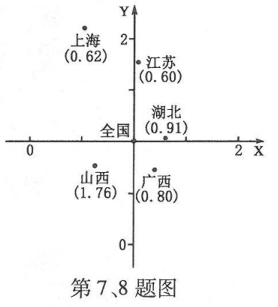 Y
2
上海
(0.62)
江苏
(0.60)
湖北
(0.91)
全国
0
2
X
山西
(1.76)
广西
(0.80)
0
第7、8题图